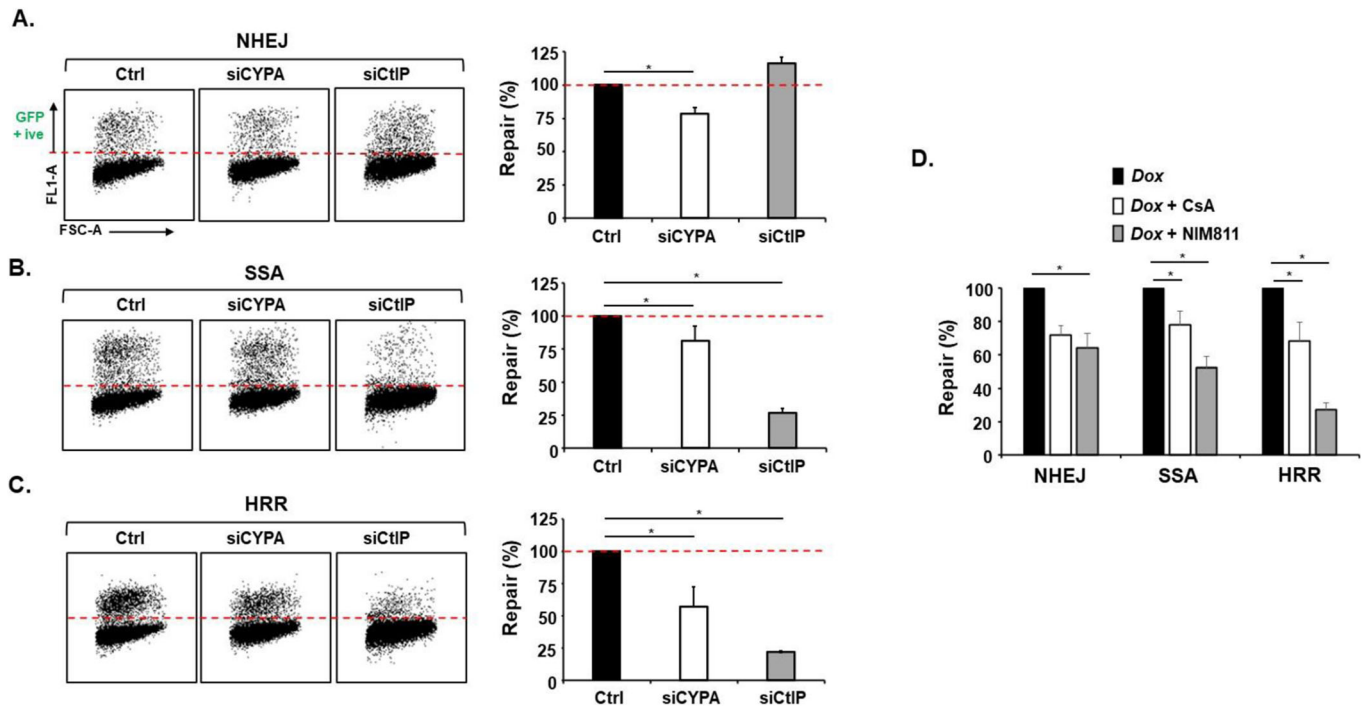 A.
NHEJ
Ctrl siCYPA siCtIP
GFP
+ ive
FL1-A
FSC-A
Repair (%)
125
100
75
50
25
0
*
Ctrl siCYPA siCtIP
B.
SSA
Ctrl siCYPA siCtIP
Repair (%)
125
100
75
50
25
0
*
*
Ctrl siCYPA siCtIP
C.
HRR
Ctrl siCYPA siCtIP
Repair (%)
125
100
75
50
25
0
*
*
Ctrl siCYPA siCtIP
D.
Dox
Dox + CsA
Dox + NIM811
Repair (%)
100
80
60
40
20
0
* * *
* *
NHEJ SSA HRR